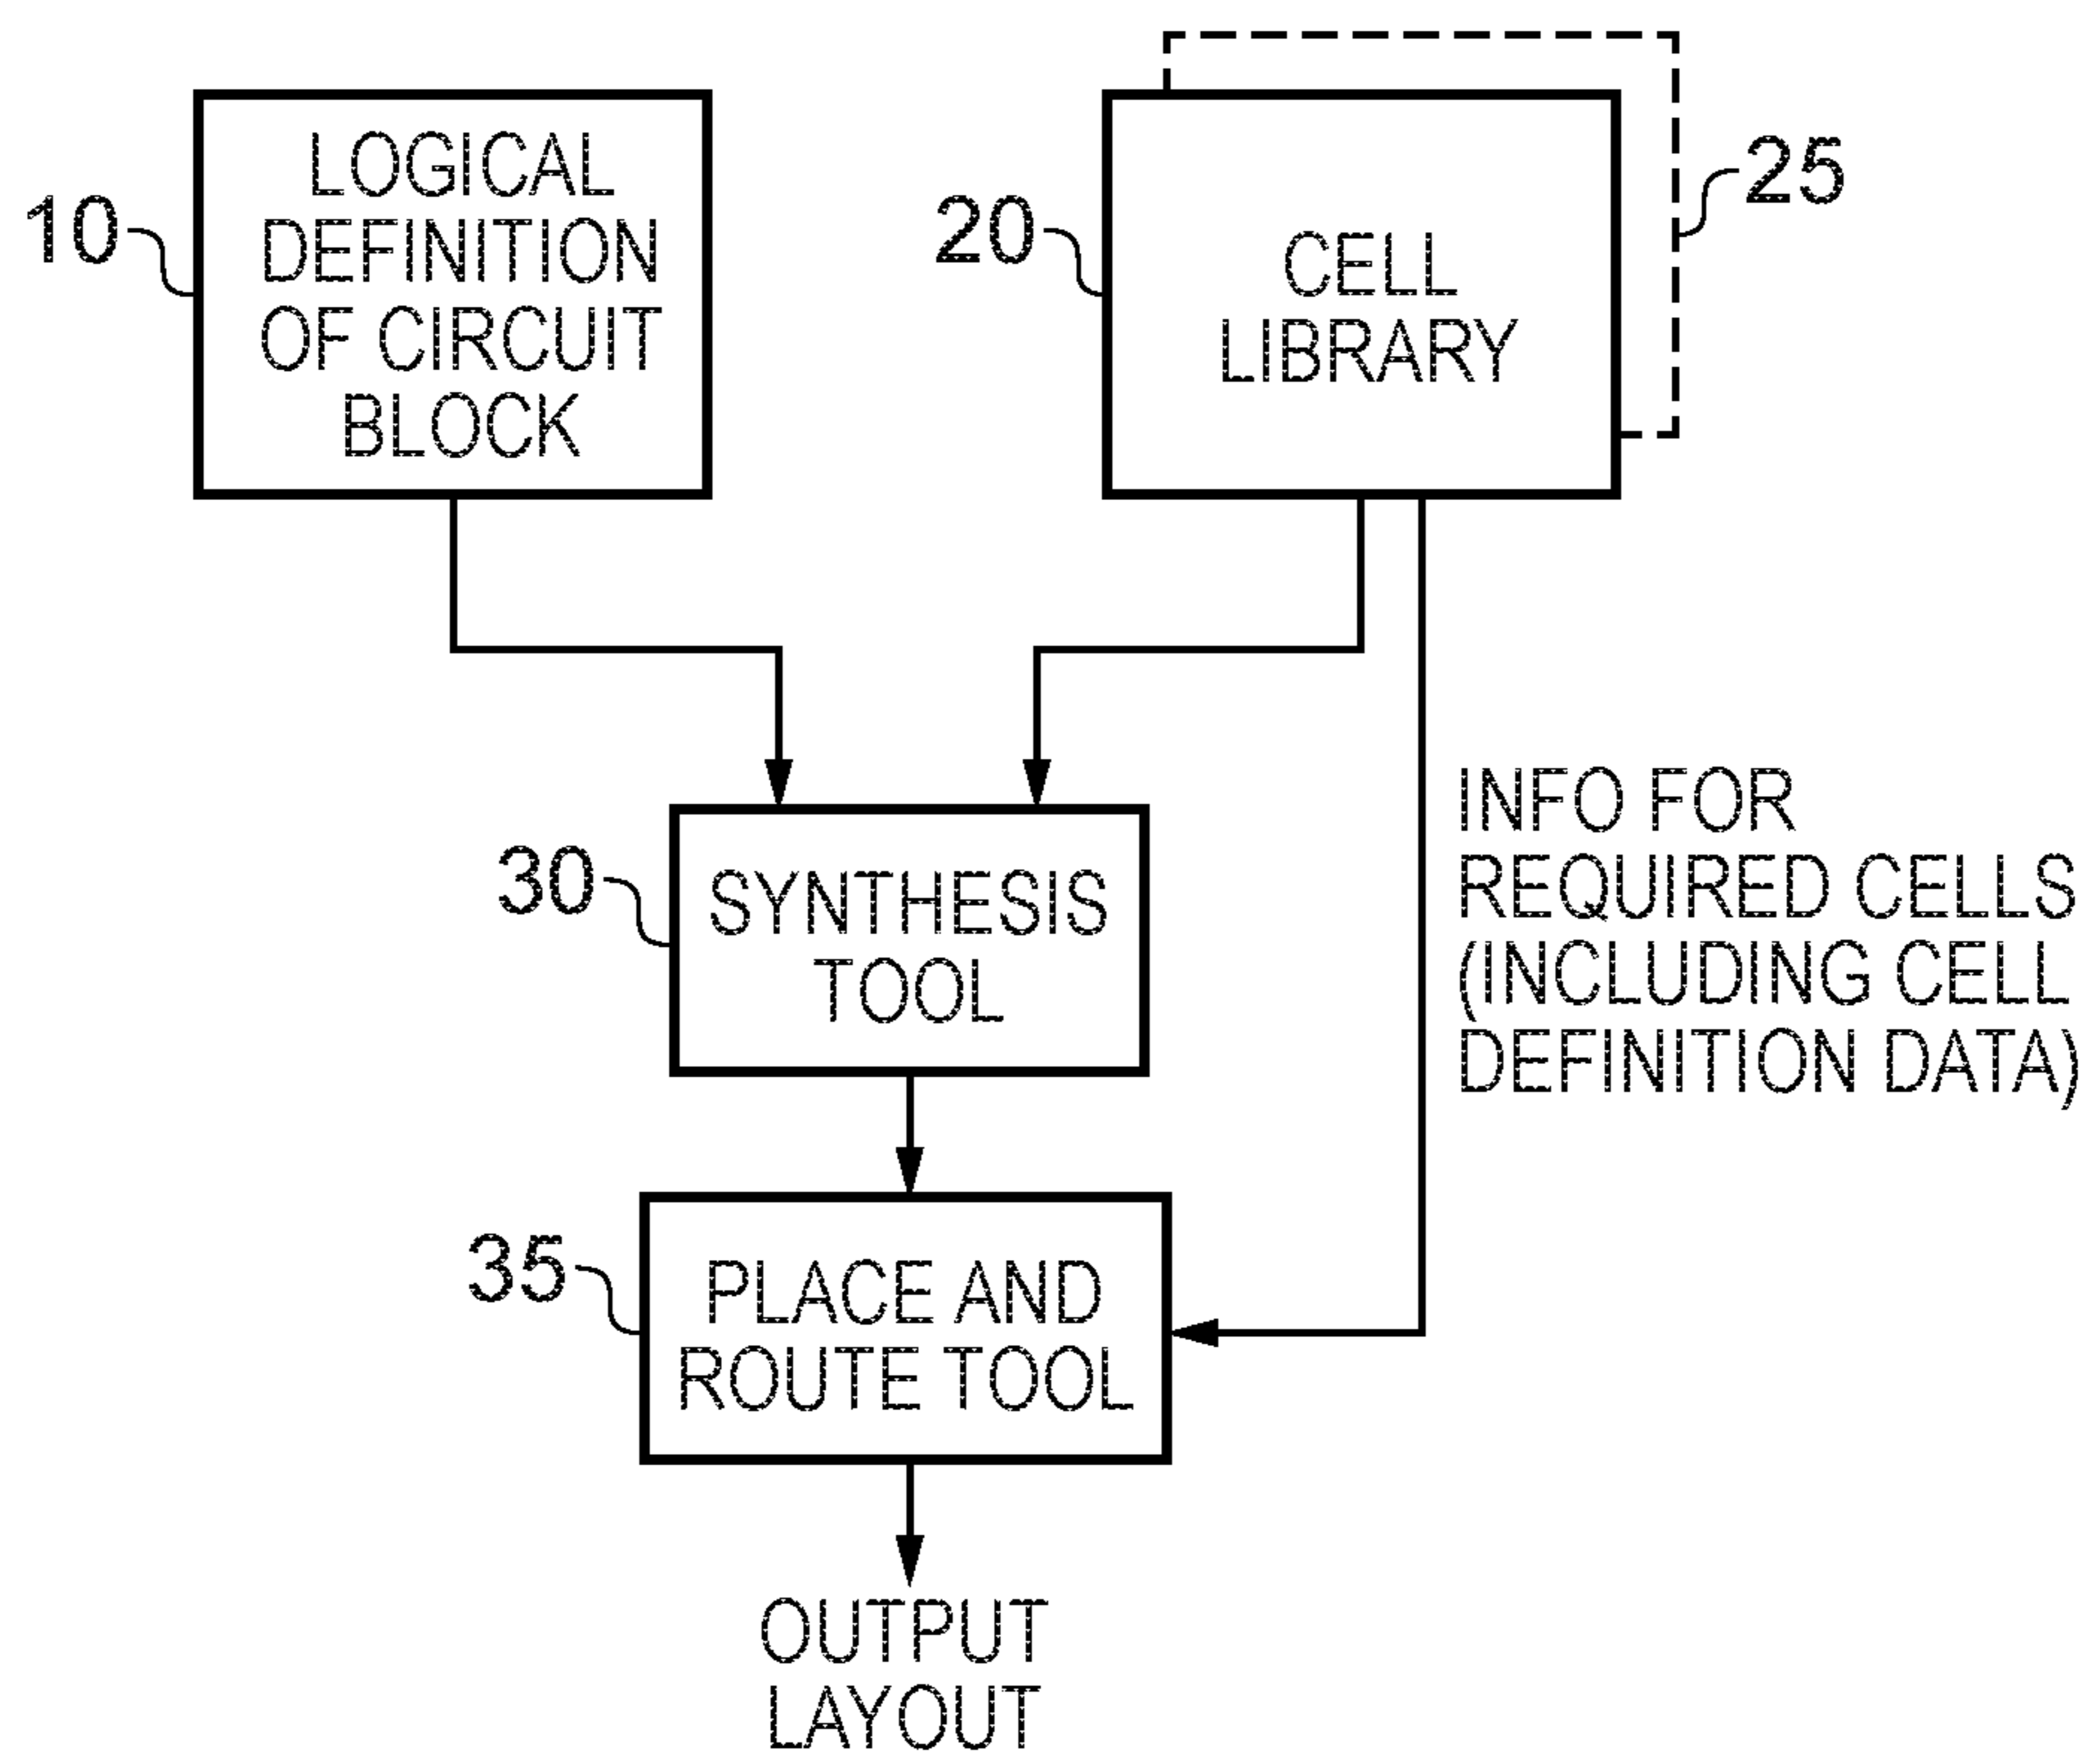 10
LOGICAL
DEFINITION
OF CIRCUIT
BLOCK
20
CELL
LIBRARY
25
INFO FOR
REQUIRED CELLS
(INCLUDING CELL
DEFINITION DATA)
30
SYNTHESIS
TOOL
35
PLACE AND
ROUTE TOOL
OUTPUT
LAYOUT